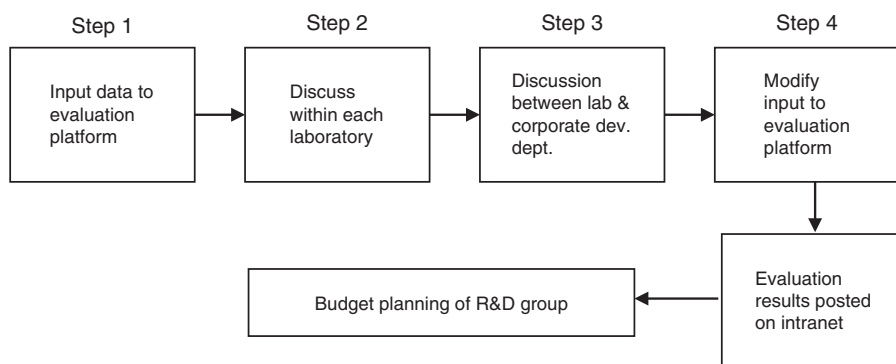 Step 1
Step 2
Step 3
Step 4
Input data to
evaluation
platform
Discuss
within each
laboratory
Discussion
between lab &
corporate dev.
dept.
Modify
input to
evaluation
platform
Evaluation
results posted
on intranet
Budget planning of R&D group